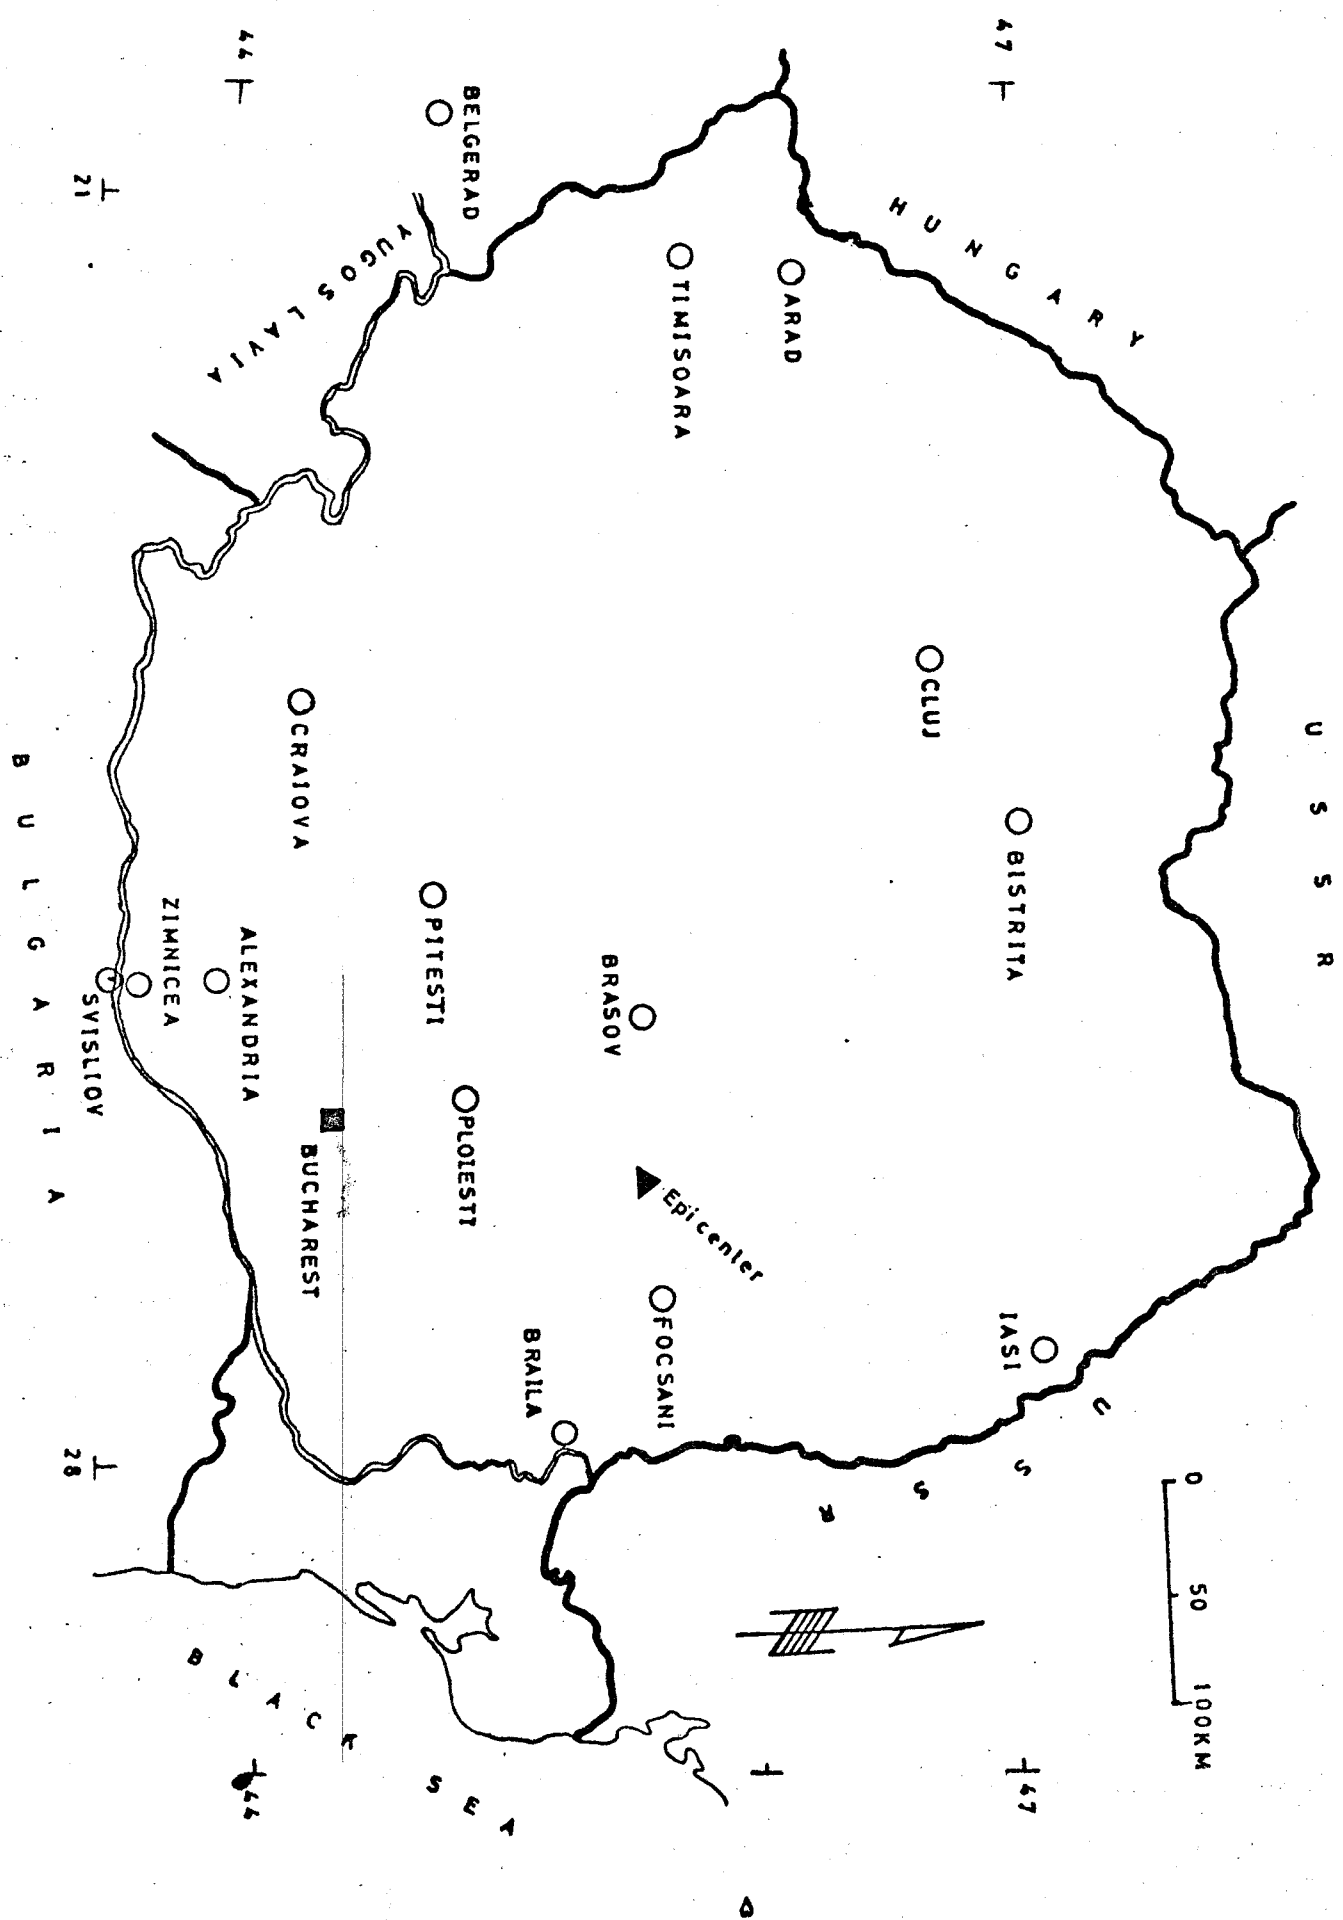 USSR
HUNGARY
47
47
BISTRITA
IASI
CLUJ
USSR
0 50 100KM
ARAD
TIMISOARA
BRASOV
Epicenter
FOCSANI
BELGERAD
YUGOSLAVIA
PITESTI
PLOIESTI
BRAILA
CRAIOVA
BUCHAREST
ALEXANDRIA
ZIMNICEA
SVISLIOV
BULGARIA
BLACK SEA
44
44
21
28